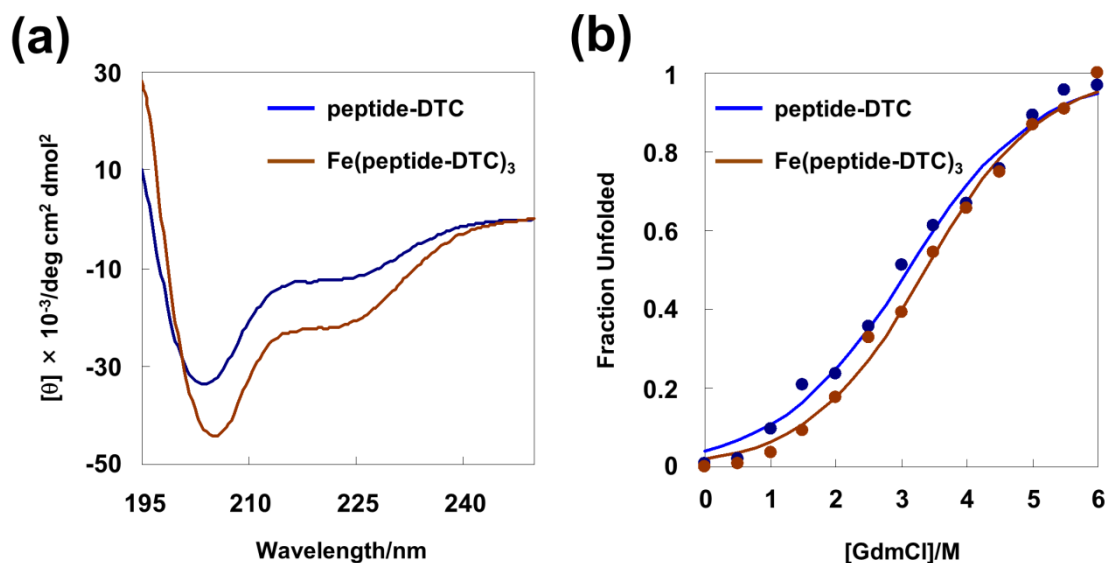 (a)
30
10
-10
-30
-50
195
210
225
240
[θ] × 10⁻³/deg cm² dmol²
Wavelength/nm
peptide-DTC
Fe(peptide-DTC)₃
(b)
1
0.8
0.6
0.4
0.2
0
0
1
2
3
4
5
6
Fraction Unfolded
[GdmCl]/M
peptide-DTC
Fe(peptide-DTC)₃